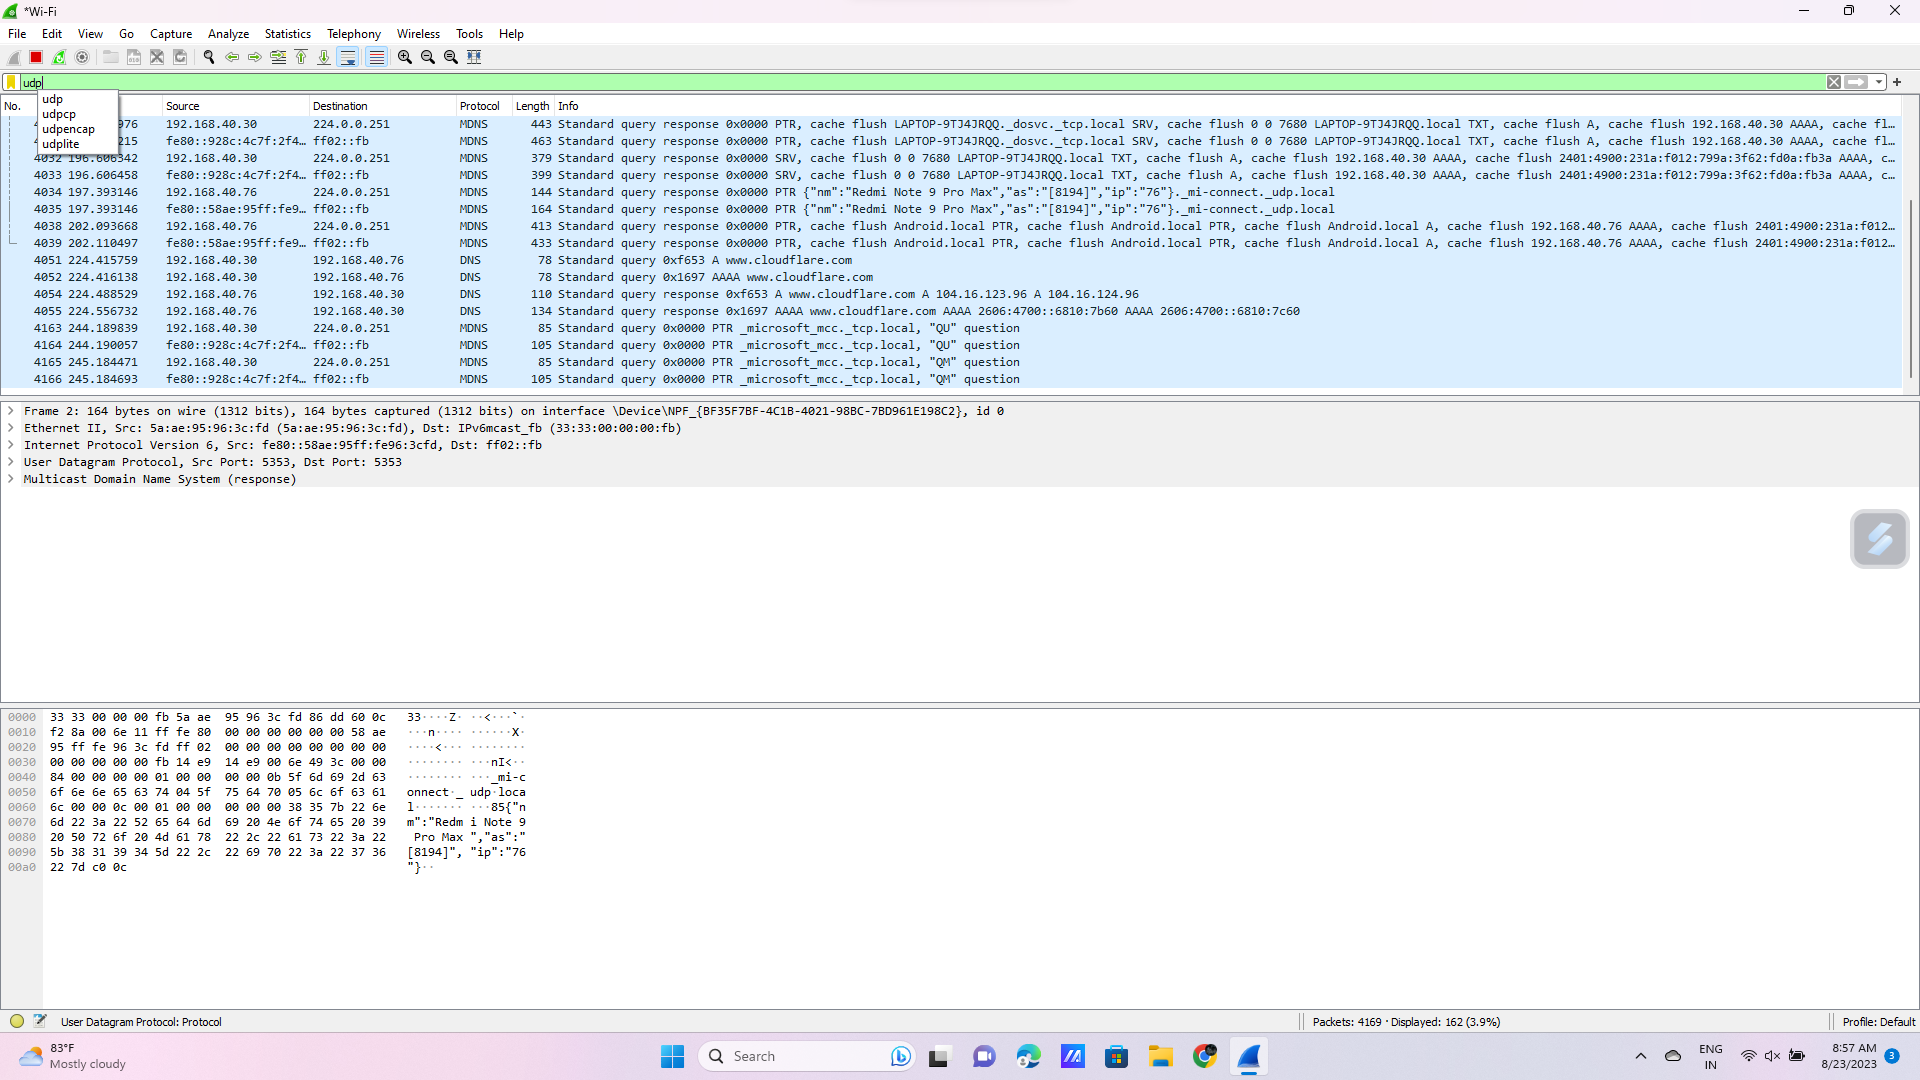 *Wi-Fi
File Edit View Go Capture Analyze Statistics Telephony Wireless Tools Help
udp
udp
udpcp
udpencap
udplite
No. Source Destination Protocol Length Info
976 192.168.40.30 224.0.0.251 MDNS 443 Standard query response 0x0000 PTR, cache flush LAPTOP-9TJ4JRQQ._dosvc._tcp.local SRV, cache flush 0 0 7680 LAPTOP-9TJ4JRQQ.local TXT, cache flush A, cache flush 192.168.40.30 AAAA, cache fl…
215 fe80::928c:4c7f:2f4… ff02::fb MDNS 463 Standard query response 0x0000 PTR, cache flush LAPTOP-9TJ4JRQQ._dosvc._tcp.local SRV, cache flush 0 0 7680 LAPTOP-9TJ4JRQQ.local TXT, cache flush A, cache flush 192.168.40.30 AAAA, cache fl…
4032 196.606342 192.168.40.30 224.0.0.251 MDNS 379 Standard query response 0x0000 SRV, cache flush 0 0 7680 LAPTOP-9TJ4JRQQ.local TXT, cache flush A, cache flush 192.168.40.30 AAAA, cache flush 2401:4900:231a:f012:799a:3f62:fd0a:fb3a AAAA, c…
4033 196.606458 fe80::928c:4c7f:2f4… ff02::fb MDNS 399 Standard query response 0x0000 SRV, cache flush 0 0 7680 LAPTOP-9TJ4JRQQ.local TXT, cache flush A, cache flush 192.168.40.30 AAAA, cache flush 2401:4900:231a:f012:799a:3f62:fd0a:fb3a AAAA, c…
4034 197.393146 192.168.40.76 224.0.0.251 MDNS 144 Standard query response 0x0000 PTR {"nm":"Redmi Note 9 Pro Max","as":"[8194]","ip":"76"}._mi-connect._udp.local
4035 197.393146 fe80::58ae:95ff:fe9… ff02::fb MDNS 164 Standard query response 0x0000 PTR {"nm":"Redmi Note 9 Pro Max","as":"[8194]","ip":"76"}._mi-connect._udp.local
4038 202.093668 192.168.40.76 224.0.0.251 MDNS 413 Standard query response 0x0000 PTR, cache flush Android.local PTR, cache flush Android.local PTR, cache flush Android.local A, cache flush 192.168.40.76 AAAA, cache flush 2401:4900:231a:f012…
4039 202.110497 fe80::58ae:95ff:fe9… ff02::fb MDNS 433 Standard query response 0x0000 PTR, cache flush Android.local PTR, cache flush Android.local PTR, cache flush Android.local A, cache flush 192.168.40.76 AAAA, cache flush 2401:4900:231a:f012…
4051 224.415759 192.168.40.30 192.168.40.76 DNS 78 Standard query 0xf653 A www.cloudflare.com
4052 224.416138 192.168.40.30 192.168.40.76 DNS 78 Standard query 0x1697 AAAA www.cloudflare.com
4054 224.488529 192.168.40.76 192.168.40.30 DNS 110 Standard query response 0xf653 A www.cloudflare.com A 104.16.123.96 A 104.16.124.96
4055 224.556732 192.168.40.76 192.168.40.30 DNS 134 Standard query response 0x1697 AAAA www.cloudflare.com AAAA 2606:4700::6810:7b60 AAAA 2606:4700::6810:7c60
4163 244.189839 192.168.40.30 224.0.0.251 MDNS 85 Standard query 0x0000 PTR _microsoft_mcc._tcp.local, "QU" question
4164 244.190057 fe80::928c:4c7f:2f4… ff02::fb MDNS 105 Standard query 0x0000 PTR _microsoft_mcc._tcp.local, "QU" question
4165 245.184471 192.168.40.30 224.0.0.251 MDNS 85 Standard query 0x0000 PTR _microsoft_mcc._tcp.local, "QM" question
4166 245.184693 fe80::928c:4c7f:2f4… ff02::fb MDNS 105 Standard query 0x0000 PTR _microsoft_mcc._tcp.local, "QM" question
Frame 2: 164 bytes on wire (1312 bits), 164 bytes captured (1312 bits) on interface \Device\NPF_{BF35F7BF-4C1B-4021-98BC-7BD961E198C2}, id 0
Ethernet II, Src: 5a:ae:95:96:3c:fd (5a:ae:95:96:3c:fd), Dst: IPv6mcast_fb (33:33:00:00:00:fb)
Internet Protocol Version 6, Src: fe80::58ae:95ff:fe96:3cfd, Dst: ff02::fb
User Datagram Protocol, Src Port: 5353, Dst Port: 5353
Multicast Domain Name System (response)
0000 33 33 00 00 00 fb 5a ae 95 96 3c fd 86 dd 60 0c 33····Z· ··<···`·
0010 f2 8a 00 6e 11 ff fe 80 00 00 00 00 00 00 58 ae ···n···· ······X·
0020 95 ff fe 96 3c fd ff 02 00 00 00 00 00 00 00 00 ····<··· ········
0030 00 00 00 00 00 fb 14 e9 14 e9 00 6e 49 3c 00 00 ········ ···nI<··
0040 84 00 00 00 00 01 00 00 00 00 0b 5f 6d 69 2d 63 ········ ···_mi-c
0050 6f 6e 6e 65 63 74 04 5f 75 64 70 05 6c 6f 63 61 onnect·_ udp·loca
0060 6c 00 00 0c 00 01 00 00 00 00 00 38 35 7b 22 6e l······· ···85{"n
0070 6d 22 3a 22 52 65 64 6d 69 20 4e 6f 74 65 20 39 m":"Redm i Note 9
0080 20 50 72 6f 20 4d 61 78 22 2c 22 61 73 22 3a 22 Pro Max ","as":"
0090 5b 38 31 39 34 5d 22 2c 22 69 70 22 3a 22 37 36 [8194]", "ip":"76
00a0 22 7d c0 0c "}··
User Datagram Protocol: Protocol
Packets: 4169 · Displayed: 162 (3.9%)
Profile: Default
83°F
Mostly cloudy
Search
ENG
IN
8:57 AM
8/23/2023
3